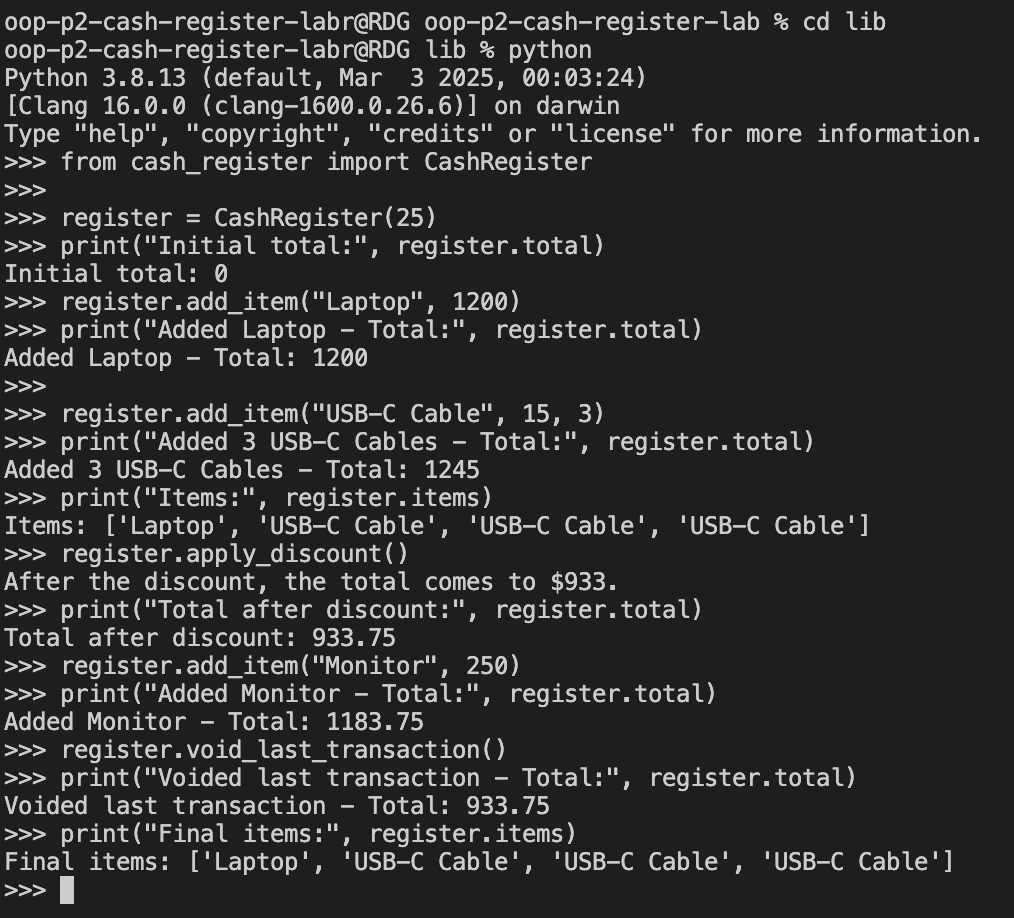 oop-p2-cash-register-labr@RDG oop-p2-cash-register-lab % cd lib
oop-p2-cash-register-labr@RDG lib % python
Python 3.8.13 (default, Mar  3 2025, 00:03:24)
[Clang 16.0.0 (clang-1600.0.26.6)] on darwin
Type "help", "copyright", "credits" or "license" for more information.
>>> from cash_register import CashRegister
>>>
>>> register = CashRegister(25)
>>> print("Initial total:", register.total)
Initial total: 0
>>> register.add_item("Laptop", 1200)
>>> print("Added Laptop – Total:", register.total)
Added Laptop – Total: 1200
>>>
>>> register.add_item("USB-C Cable", 15, 3)
>>> print("Added 3 USB-C Cables – Total:", register.total)
Added 3 USB-C Cables – Total: 1245
>>> print("Items:", register.items)
Items: ['Laptop', 'USB-C Cable', 'USB-C Cable', 'USB-C Cable']
>>> register.apply_discount()
After the discount, the total comes to $933.
>>> print("Total after discount:", register.total)
Total after discount: 933.75
>>> register.add_item("Monitor", 250)
>>> print("Added Monitor – Total:", register.total)
Added Monitor – Total: 1183.75
>>> register.void_last_transaction()
>>> print("Voided last transaction – Total:", register.total)
Voided last transaction – Total: 933.75
>>> print("Final items:", register.items)
Final items: ['Laptop', 'USB-C Cable', 'USB-C Cable', 'USB-C Cable']
>>>